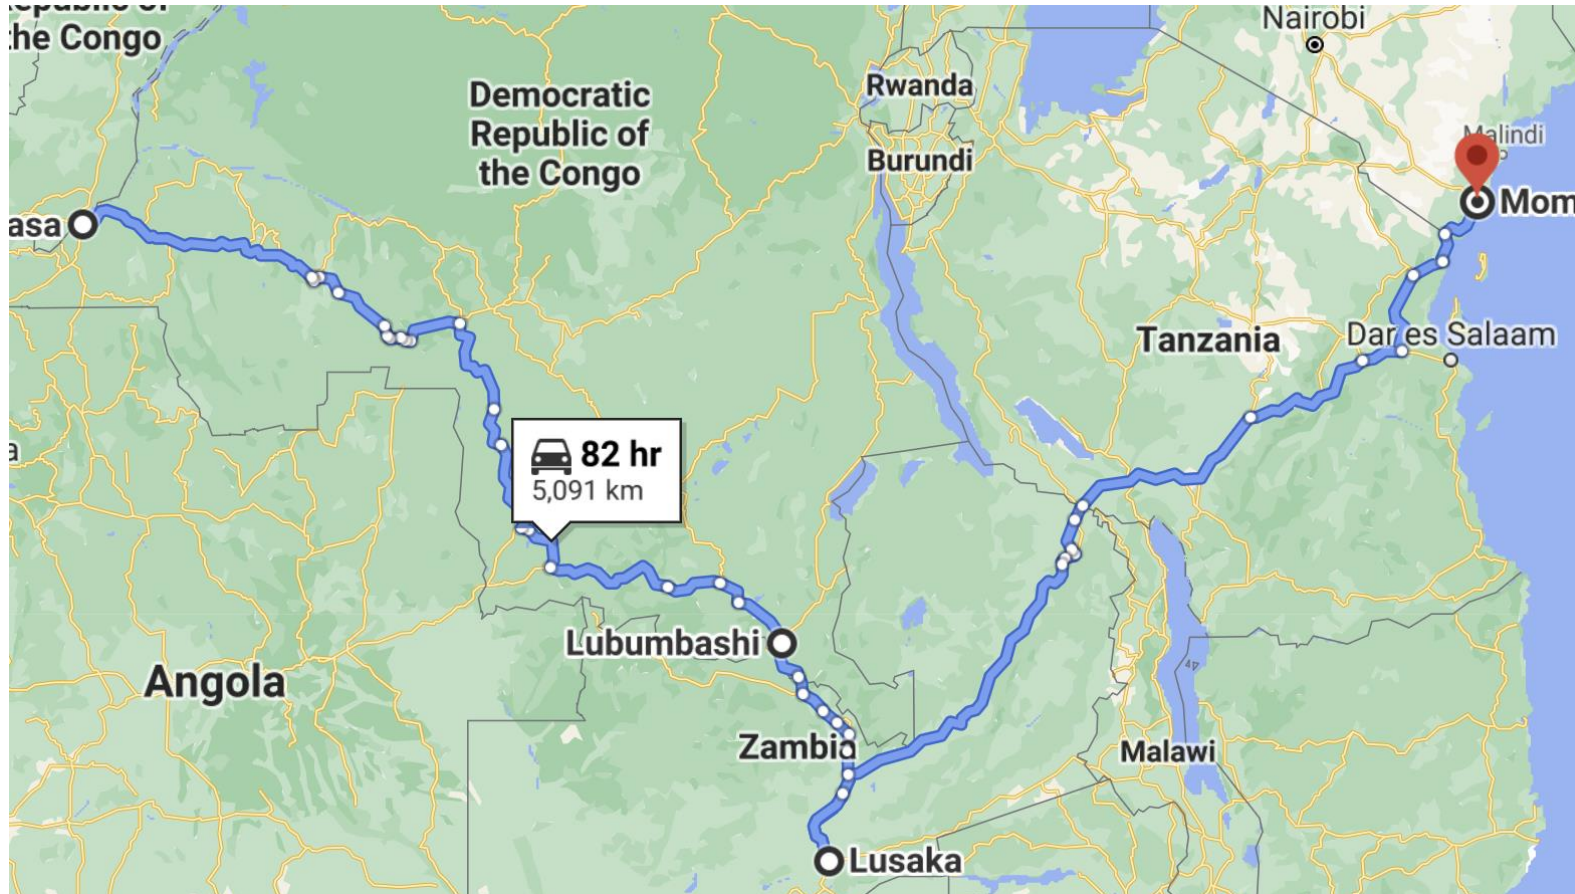 the Congo
Nairobi
Rwanda
Democratic
Republic of
the Congo
Burundi
Malindi
asa
Mom
Tanzania
Dar es Salaam
82 hr
5,091 km
Lubumbashi
Angola
Zambia
Malawi
Lusaka